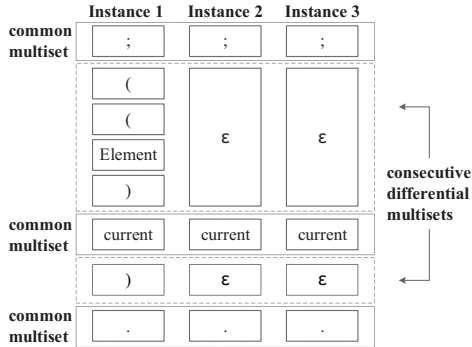 Instance 1 Instance 2 Instance 3
common
multiset
; ; ;
(
(
Element
)
ε ε
consecutive
differential
multisets
common
multiset
current current current
) ε ε
common
multiset
. . .